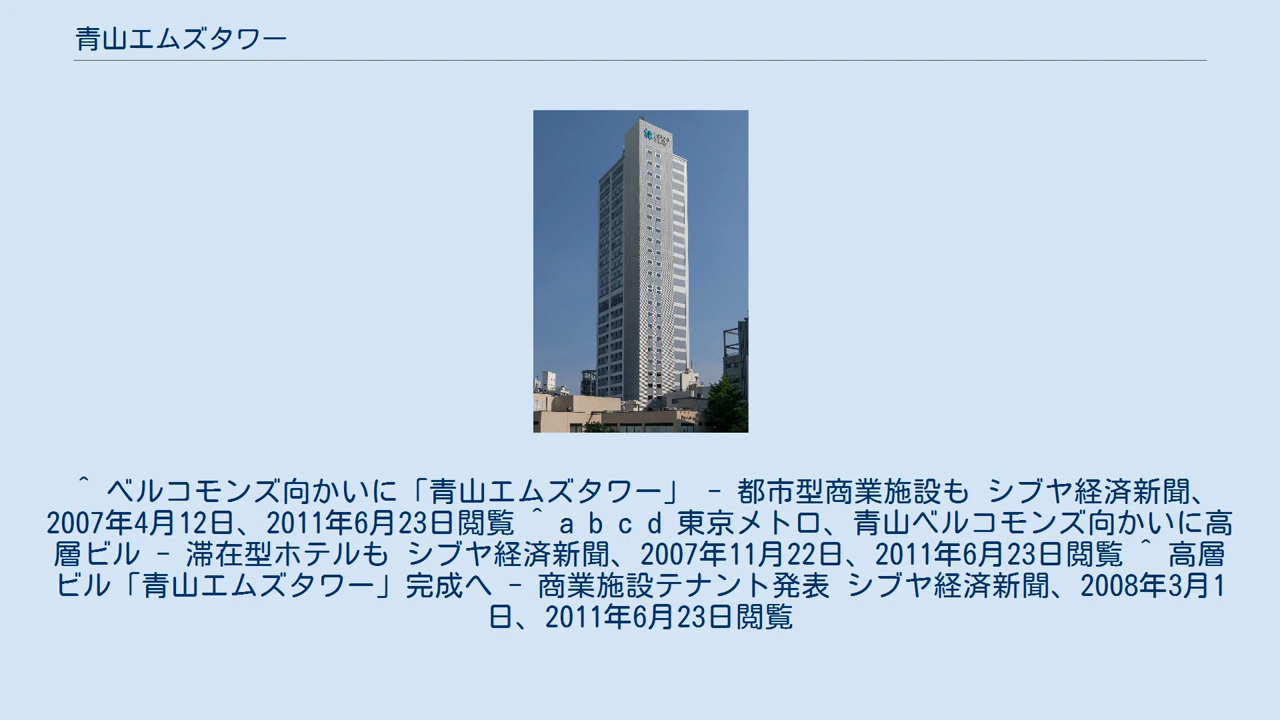 青山エムズタワー
^ ベルコモンズ向かいに「青山エムズタワー」 - 都市型商業施設も シブヤ経済新聞、
2007年4月12日、2011年6月23日閲覧 ^ a b c d 東京メトロ、青山ベルコモンズ向かいに高
層ビル - 滞在型ホテルも シブヤ経済新聞、2007年11月22日、2011年6月23日閲覧 ^ 高層
ビル「青山エムズタワー」完成へ - 商業施設テナント発表 シブヤ経済新聞、2008年3月1
日、2011年6月23日閲覧